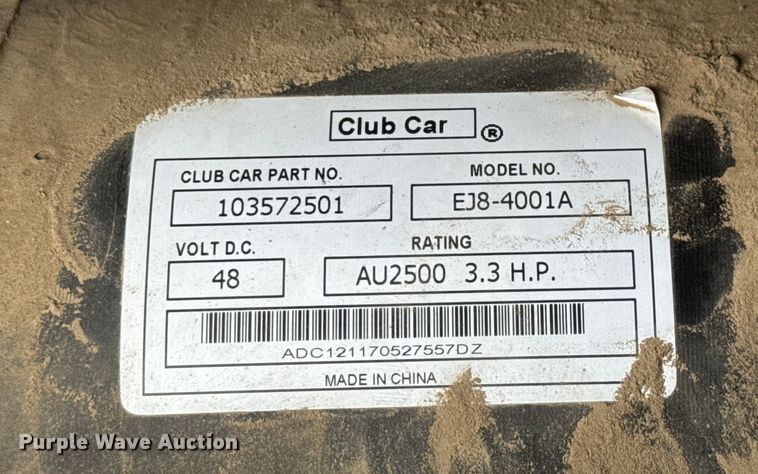 Club Car ®
CLUB CAR PART NO. MODEL NO.
103572501 EJ8-4001A
VOLT D.C. RATING
48 AU2500 3.3 H.P.
ADC121170527557DZ
MADE IN CHINA
Purple Wave Auction